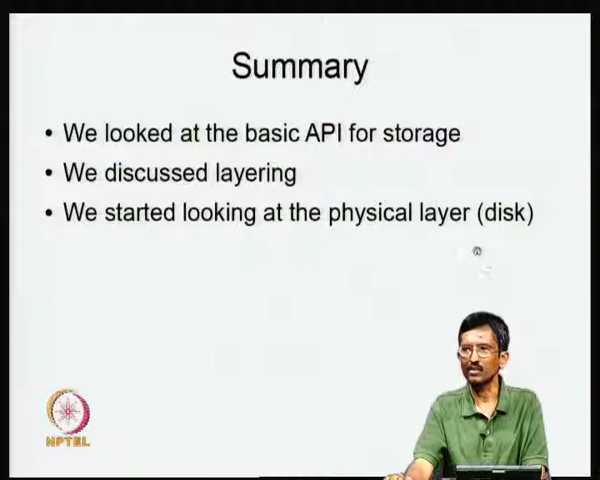 Summary
• We looked at the basic API for storage
• We discussed layering
• We started looking at the physical layer (disk)
NPTEL